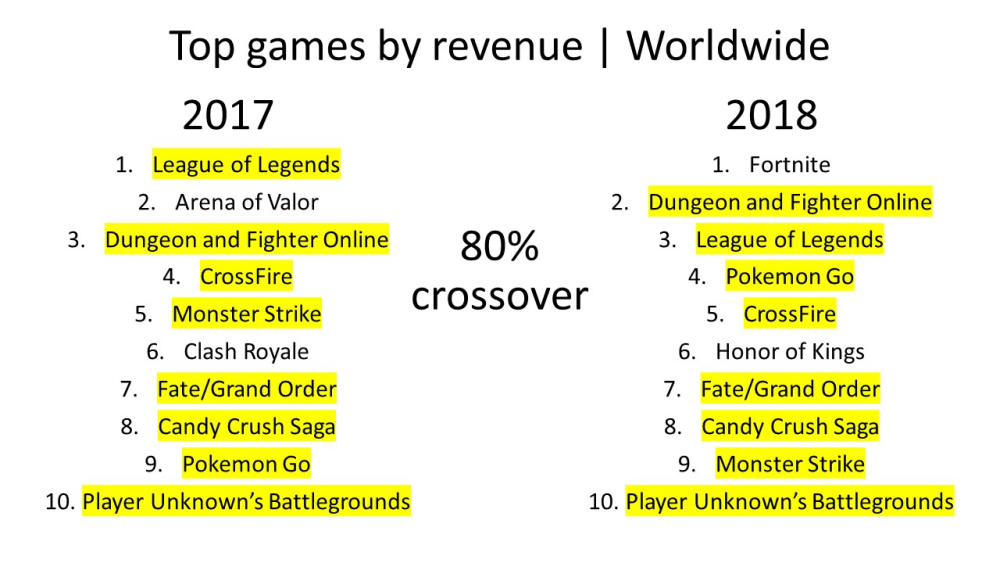 Top games by revenue | Worldwide
2017
1. League of Legends
2. Arena of Valor
3. Dungeon and Fighter Online
4. CrossFire
5. Monster Strike
6. Clash Royale
7. Fate/Grand Order
8. Candy Crush Saga
9. Pokemon Go
10. Player Unknown’s Battlegrounds
80%
crossover
2018
1. Fortnite
2. Dungeon and Fighter Online
3. League of Legends
4. Pokemon Go
5. CrossFire
6. Honor of Kings
7. Fate/Grand Order
8. Candy Crush Saga
9. Monster Strike
10. Player Unknown’s Battlegrounds